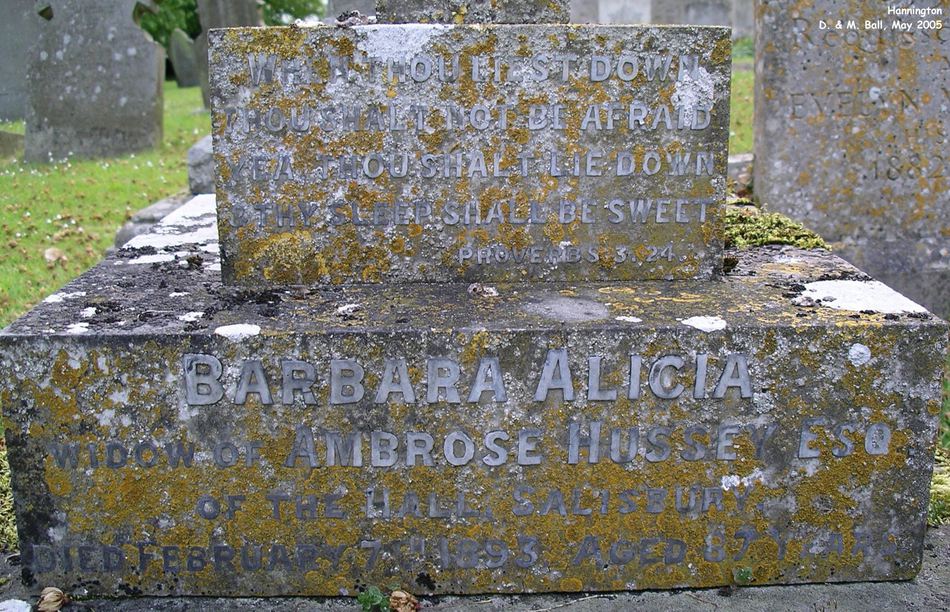 Hannington
D. & M. Ball, May 2005
WHEN THOU LIEST DOWN
THOU SHALT NOT BE AFRAID
YEA THOU SHALT LIE DOWN
& THY SLEEP SHALL BE SWEET
PROVERBS 3. 24.
BARBARA ALICIA
WIDOW OF AMBROSE HUSSEY ESQ
OF THE HALL, SALISBURY.
DIED FEBRUARY 7TH 1893. AGED 87 YEARS.
EVELYN
1882